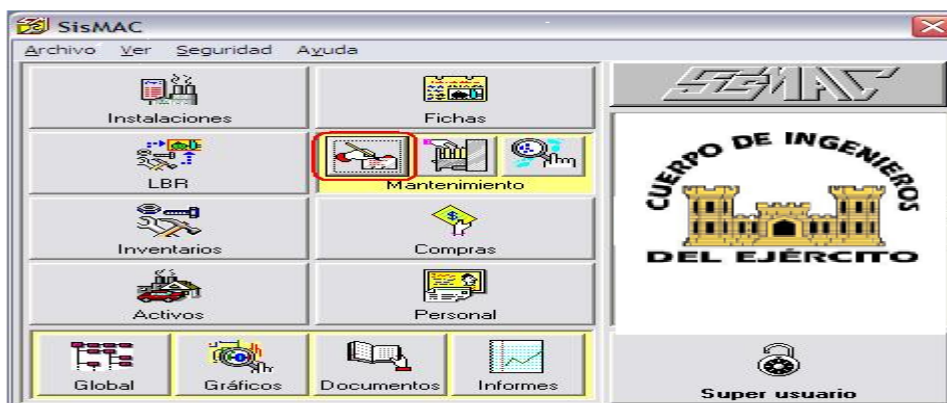 SisMAC
Archivo Ver Seguridad Ayuda
Instalaciones Fichas
LBR Mantenimiento
Inventarios Compras
Activos Personal
Global Gráficos Documentos Informes
SISMAC
CUERPO DE INGENIEROS
DEL EJÉRCITO
Super usuario